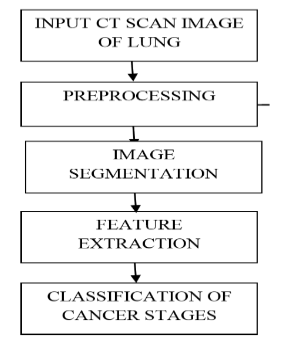 INPUT CT SCAN IMAGE
OF LUNG
PREPROCESSING
IMAGE
SEGMENTATION
FEATURE
EXTRACTION
CLASSIFICATION OF
CANCER STAGES